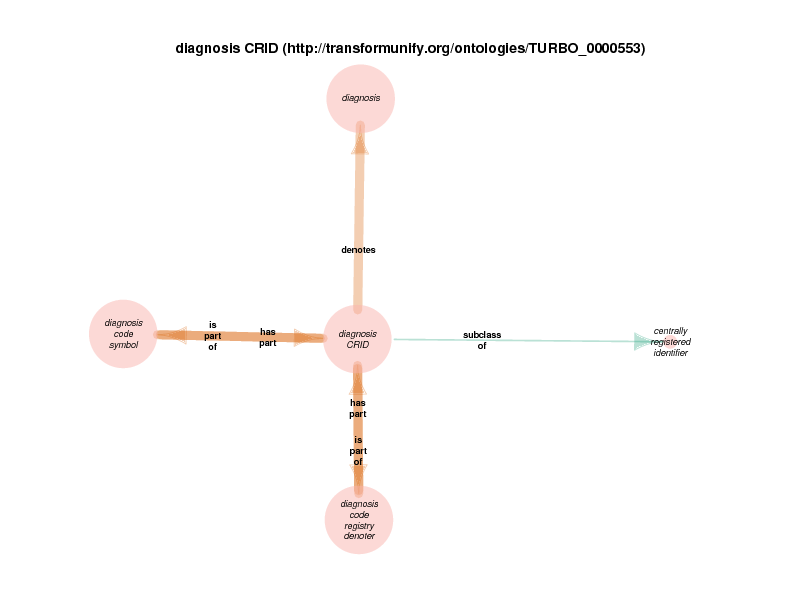 diagnosis CRID (http://transformunify.org/ontologies/TURBO_0000553)
diagnosis
denotes
diagnosis
code
symbol
is
part
of
has
part
diagnosis
CRID
subclass
of
centrally
registered
identifier
has
part
is
part
of
diagnosis
code
registry
denoter